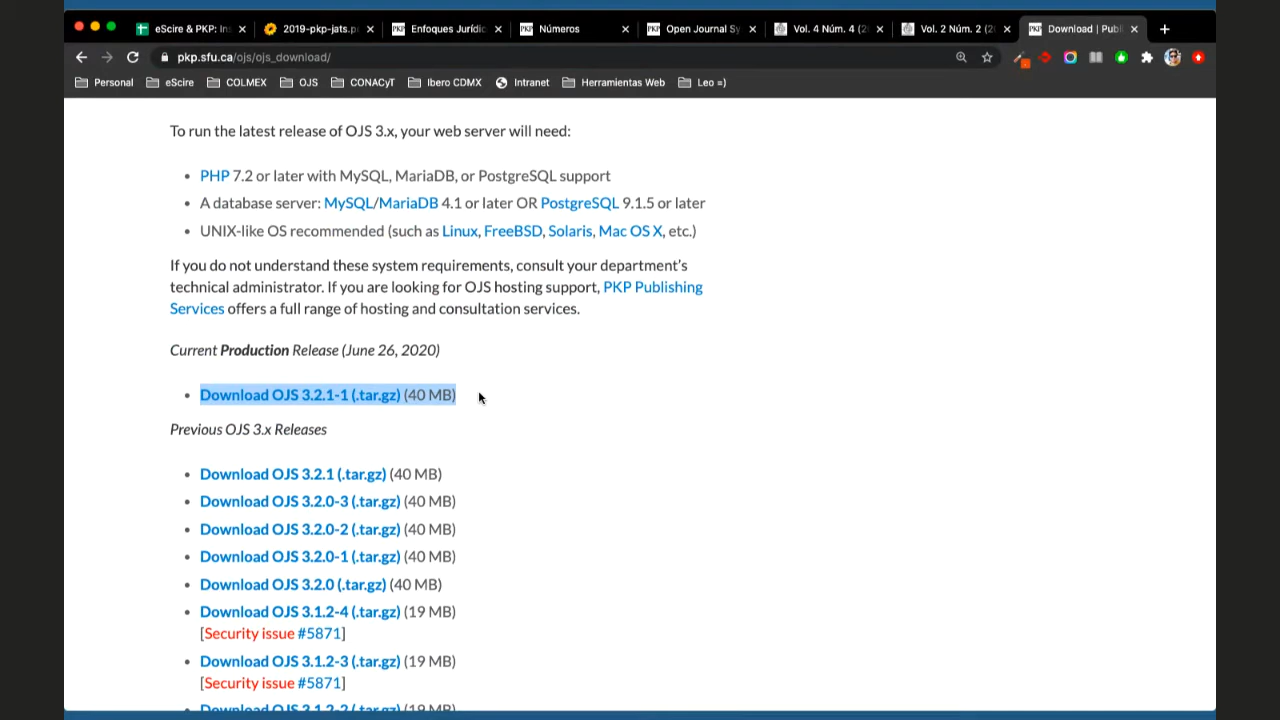 eScire & PKP: In
2019-pkp-jats.p
Enfoques Jurídic
Números
Open Journal Sy
Vol. 4 Núm. 4 (2
Vol. 2 Núm. 2 (2
Download | Publ
pkp.sfu.ca/ojs/ojs_download/
Personal
eScire
COLMEX
OJS
CONACyT
Ibero CDMX
Intranet
Herramientas Web
Leo =)
To run the latest release of OJS 3.x, your web server will need:
• PHP 7.2 or later with MySQL, MariaDB, or PostgreSQL support
• A database server: MySQL/MariaDB 4.1 or later OR PostgreSQL 9.1.5 or later
• UNIX-like OS recommended (such as Linux, FreeBSD, Solaris, Mac OS X, etc.)
If you do not understand these system requirements, consult your department's
technical administrator. If you are looking for OJS hosting support, PKP Publishing
Services offers a full range of hosting and consultation services.
Current Production Release (June 26, 2020)
• Download OJS 3.2.1-1 (.tar.gz) (40 MB)
Previous OJS 3.x Releases
• Download OJS 3.2.1 (.tar.gz) (40 MB)
• Download OJS 3.2.0-3 (.tar.gz) (40 MB)
• Download OJS 3.2.0-2 (.tar.gz) (40 MB)
• Download OJS 3.2.0-1 (.tar.gz) (40 MB)
• Download OJS 3.2.0 (.tar.gz) (40 MB)
• Download OJS 3.1.2-4 (.tar.gz) (19 MB)
[Security issue #5871]
• Download OJS 3.1.2-3 (.tar.gz) (19 MB)
[Security issue #5871]
• Download OJS 3.1.2-2 (.tar.gz) (19 MB)